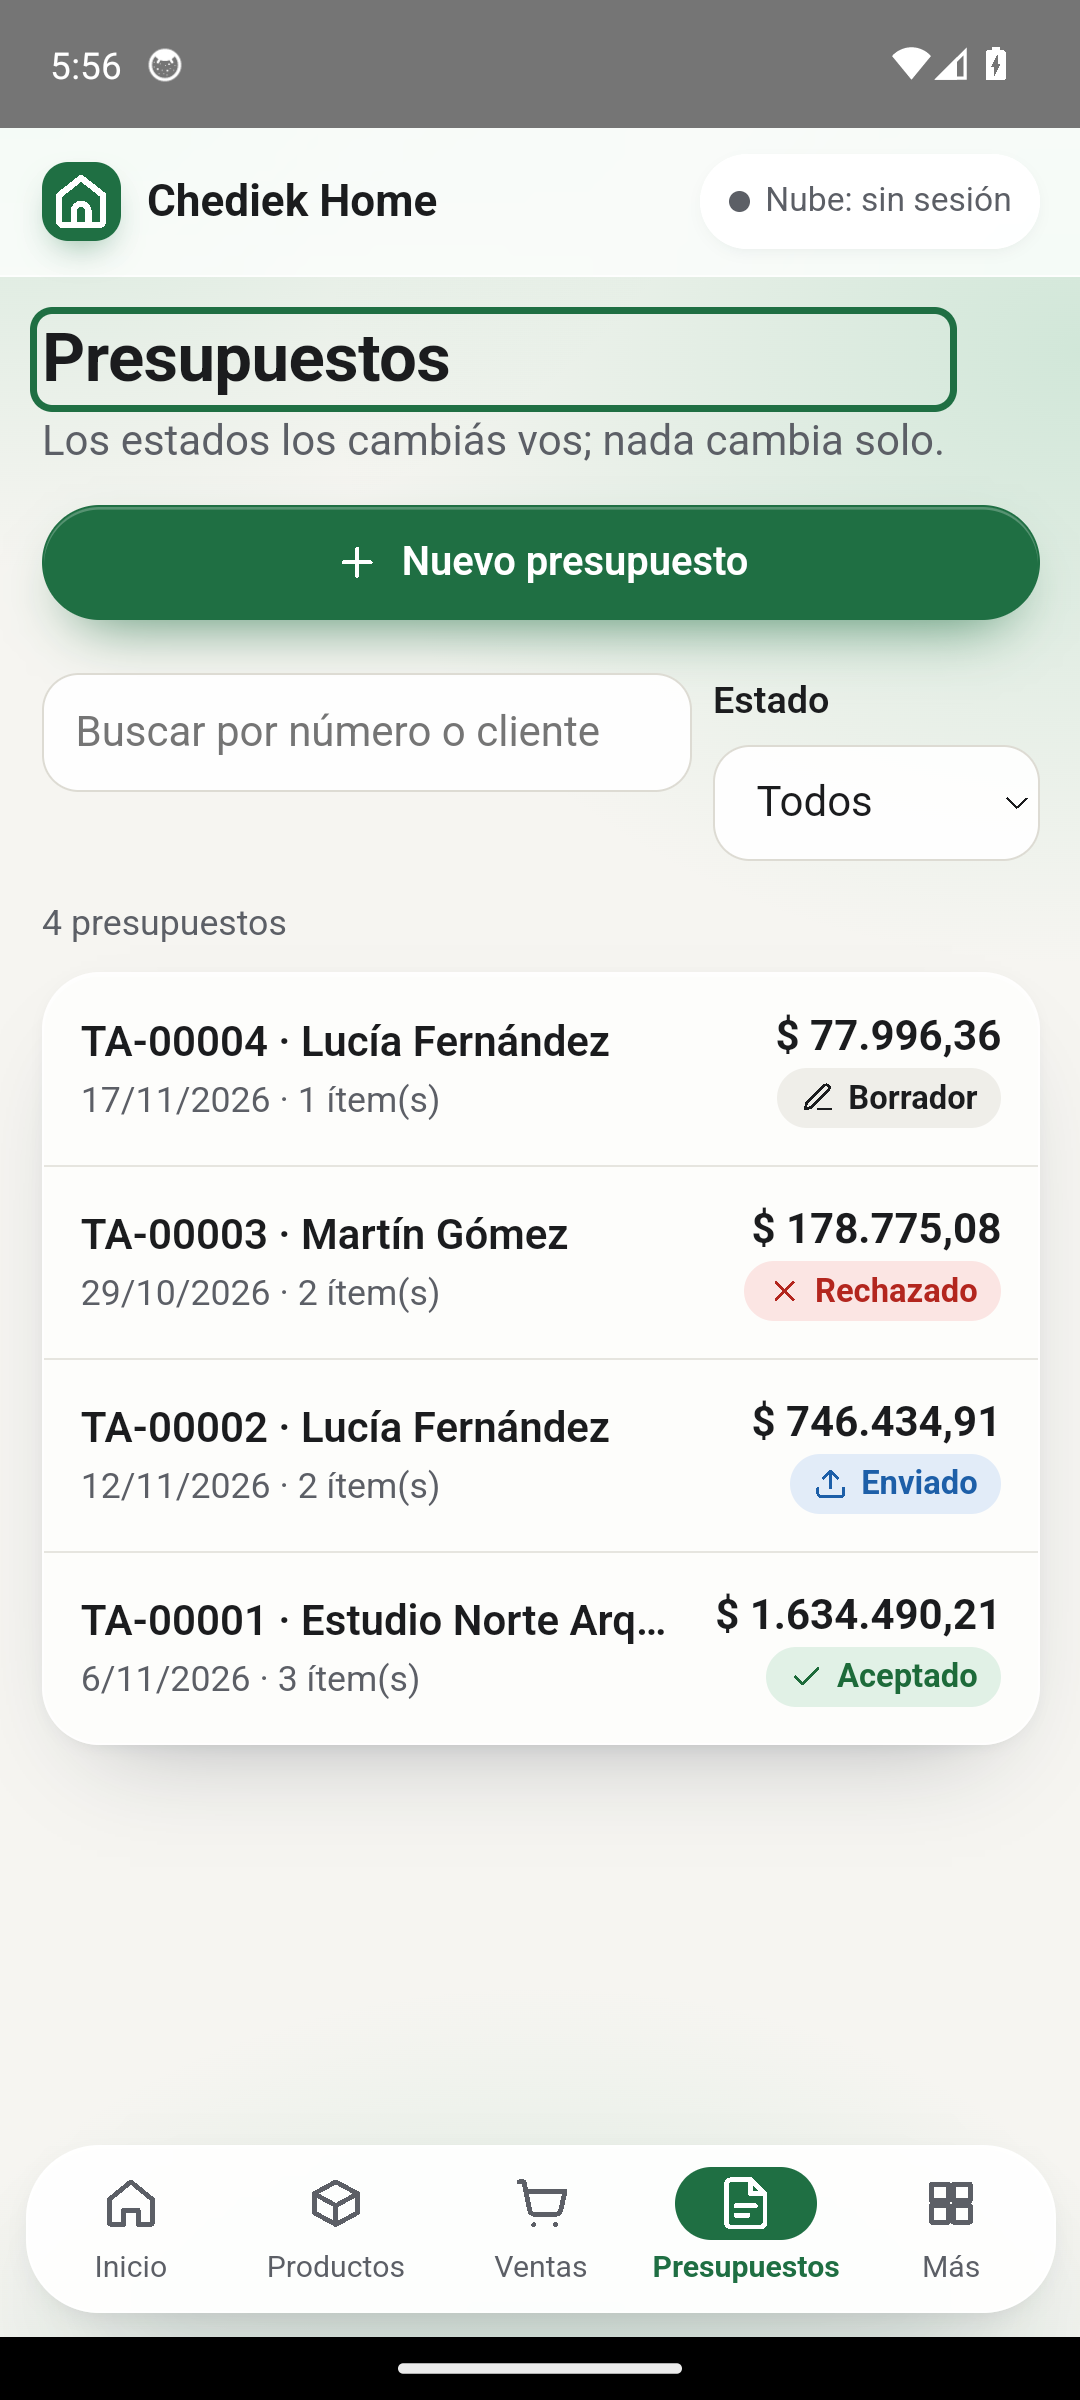 5:56
Chediek Home
Nube: sin sesión
Presupuestos
Los estados los cambiás vos; nada cambia solo.
Nuevo presupuesto
Buscar por número o cliente
Estado
Todos
4 presupuestos
TA-00004 · Lucía Fernández
$ 77.996,36
17/11/2026 · 1 ítem(s)
Borrador
TA-00003 · Martín Gómez
$ 178.775,08
29/10/2026 · 2 ítem(s)
Rechazado
TA-00002 · Lucía Fernández
$ 746.434,91
12/11/2026 · 2 ítem(s)
Enviado
TA-00001 · Estudio Norte Arq...
$ 1.634.490,21
6/11/2026 · 3 ítem(s)
Aceptado
Inicio
Productos
Ventas
Presupuestos
Más